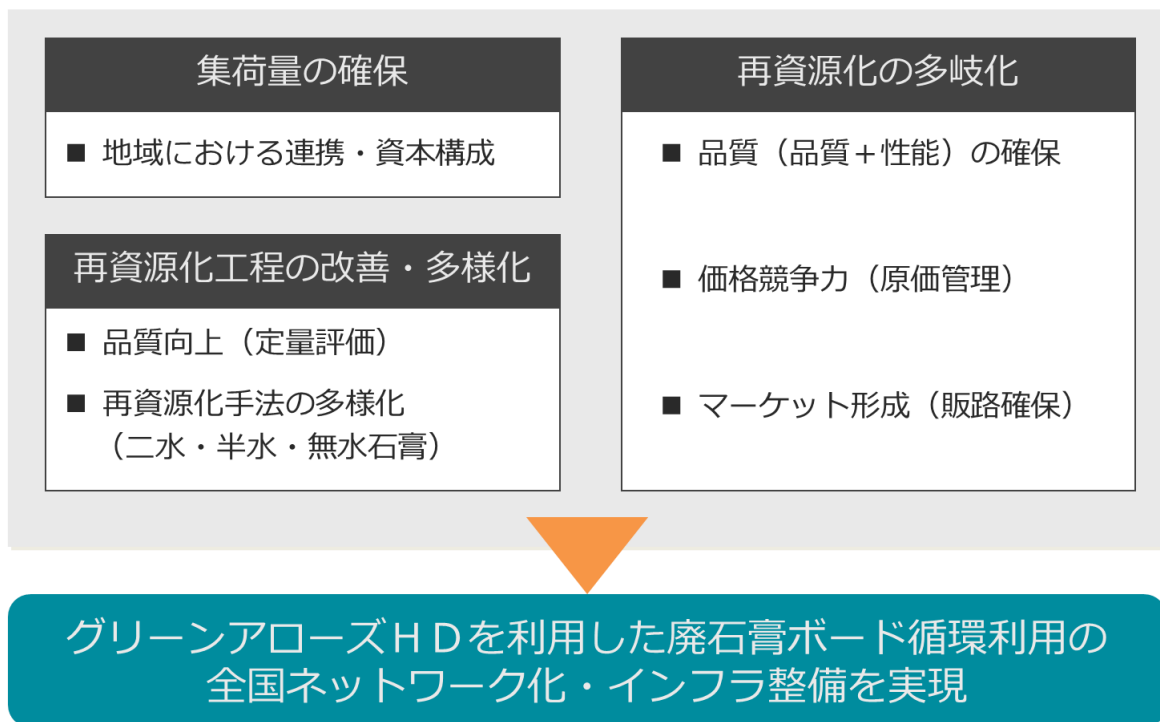 集荷量の確保
■ 地域における連携・資本構成
再資源化工程の改善・多様化
■ 品質向上（定量評価）
■ 再資源化手法の多様化
（二水・半水・無水石膏）
再資源化の多岐化
■ 品質（品質＋性能）の確保
■ 価格競争力（原価管理）
■ マーケット形成（販路確保）
グリーンアローズＨＤを利用した廃石膏ボード循環利用の
全国ネットワーク化・インフラ整備を実現